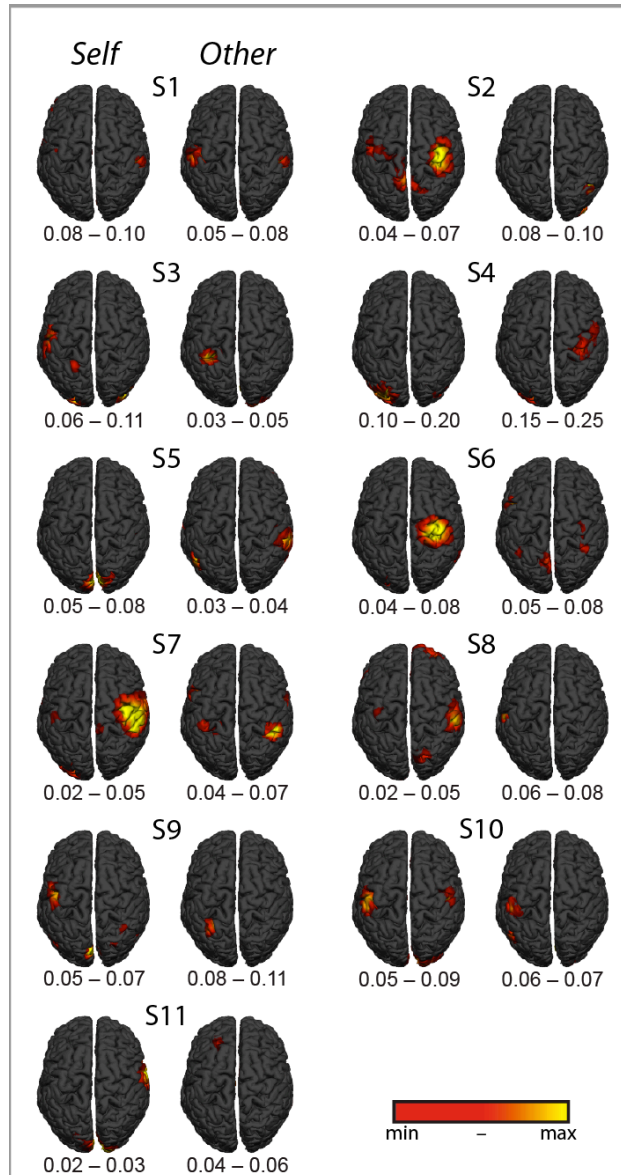 Self Other
S1 S2
0.08 – 0.10 0.05 – 0.08 0.04 – 0.07 0.08 – 0.10
S3 S4
0.06 – 0.11 0.03 – 0.05 0.10 – 0.20 0.15 – 0.25
S5 S6
0.05 – 0.08 0.03 – 0.04 0.04 – 0.08 0.05 – 0.08
S7 S8
0.02 – 0.05 0.04 – 0.07 0.02 – 0.05 0.06 – 0.08
S9 S10
0.05 – 0.07 0.08 – 0.11 0.05 – 0.09 0.06 – 0.07
S11
0.02 – 0.03 0.04 – 0.06
min – max